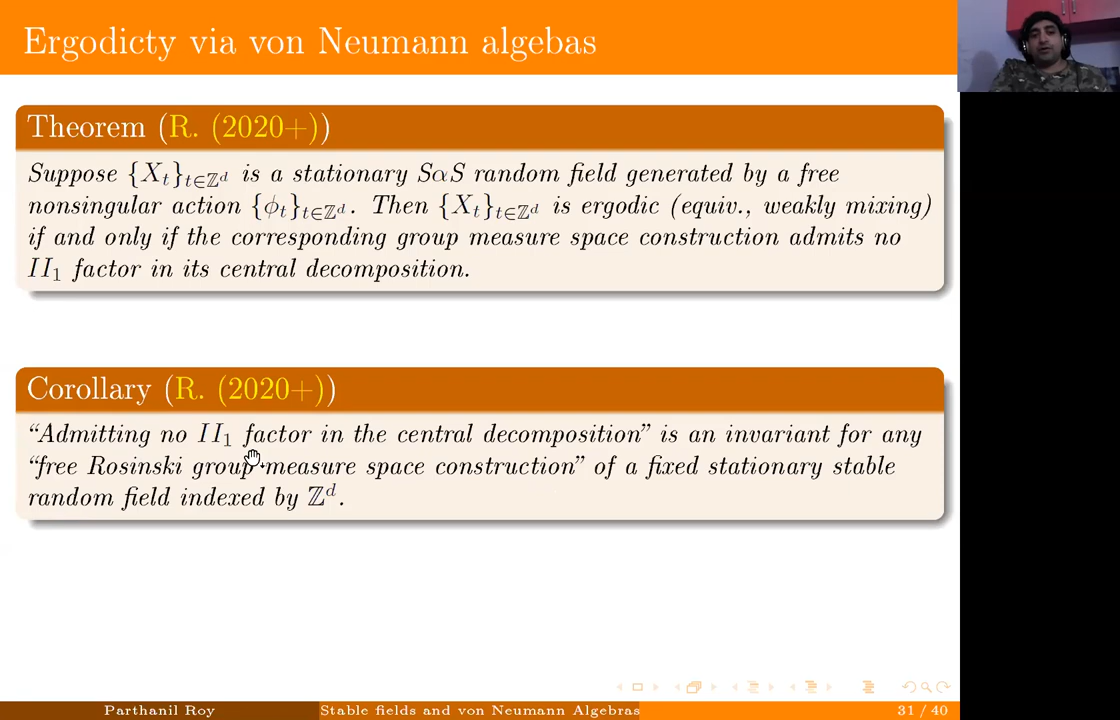 Ergodicty via von Neumann algebas
Theorem (R. (2020+))
Suppose {X_t}_{t∈ℤ^d} is a stationary SαS random field generated by a free
nonsingular action {ϕ_t}_{t∈ℤ^d}. Then {X_t}_{t∈ℤ^d} is ergodic (equiv., weakly mixing)
if and only if the corresponding group measure space construction admits no
II_1 factor in its central decomposition.
Corollary (R. (2020+))
“Admitting no II_1 factor in the central decomposition” is an invariant for any
“free Rosinski group measure space construction” of a fixed stationary stable
random field indexed by ℤ^d.
Parthanil Roy
Stable fields and von Neumann Algebras
31 / 40